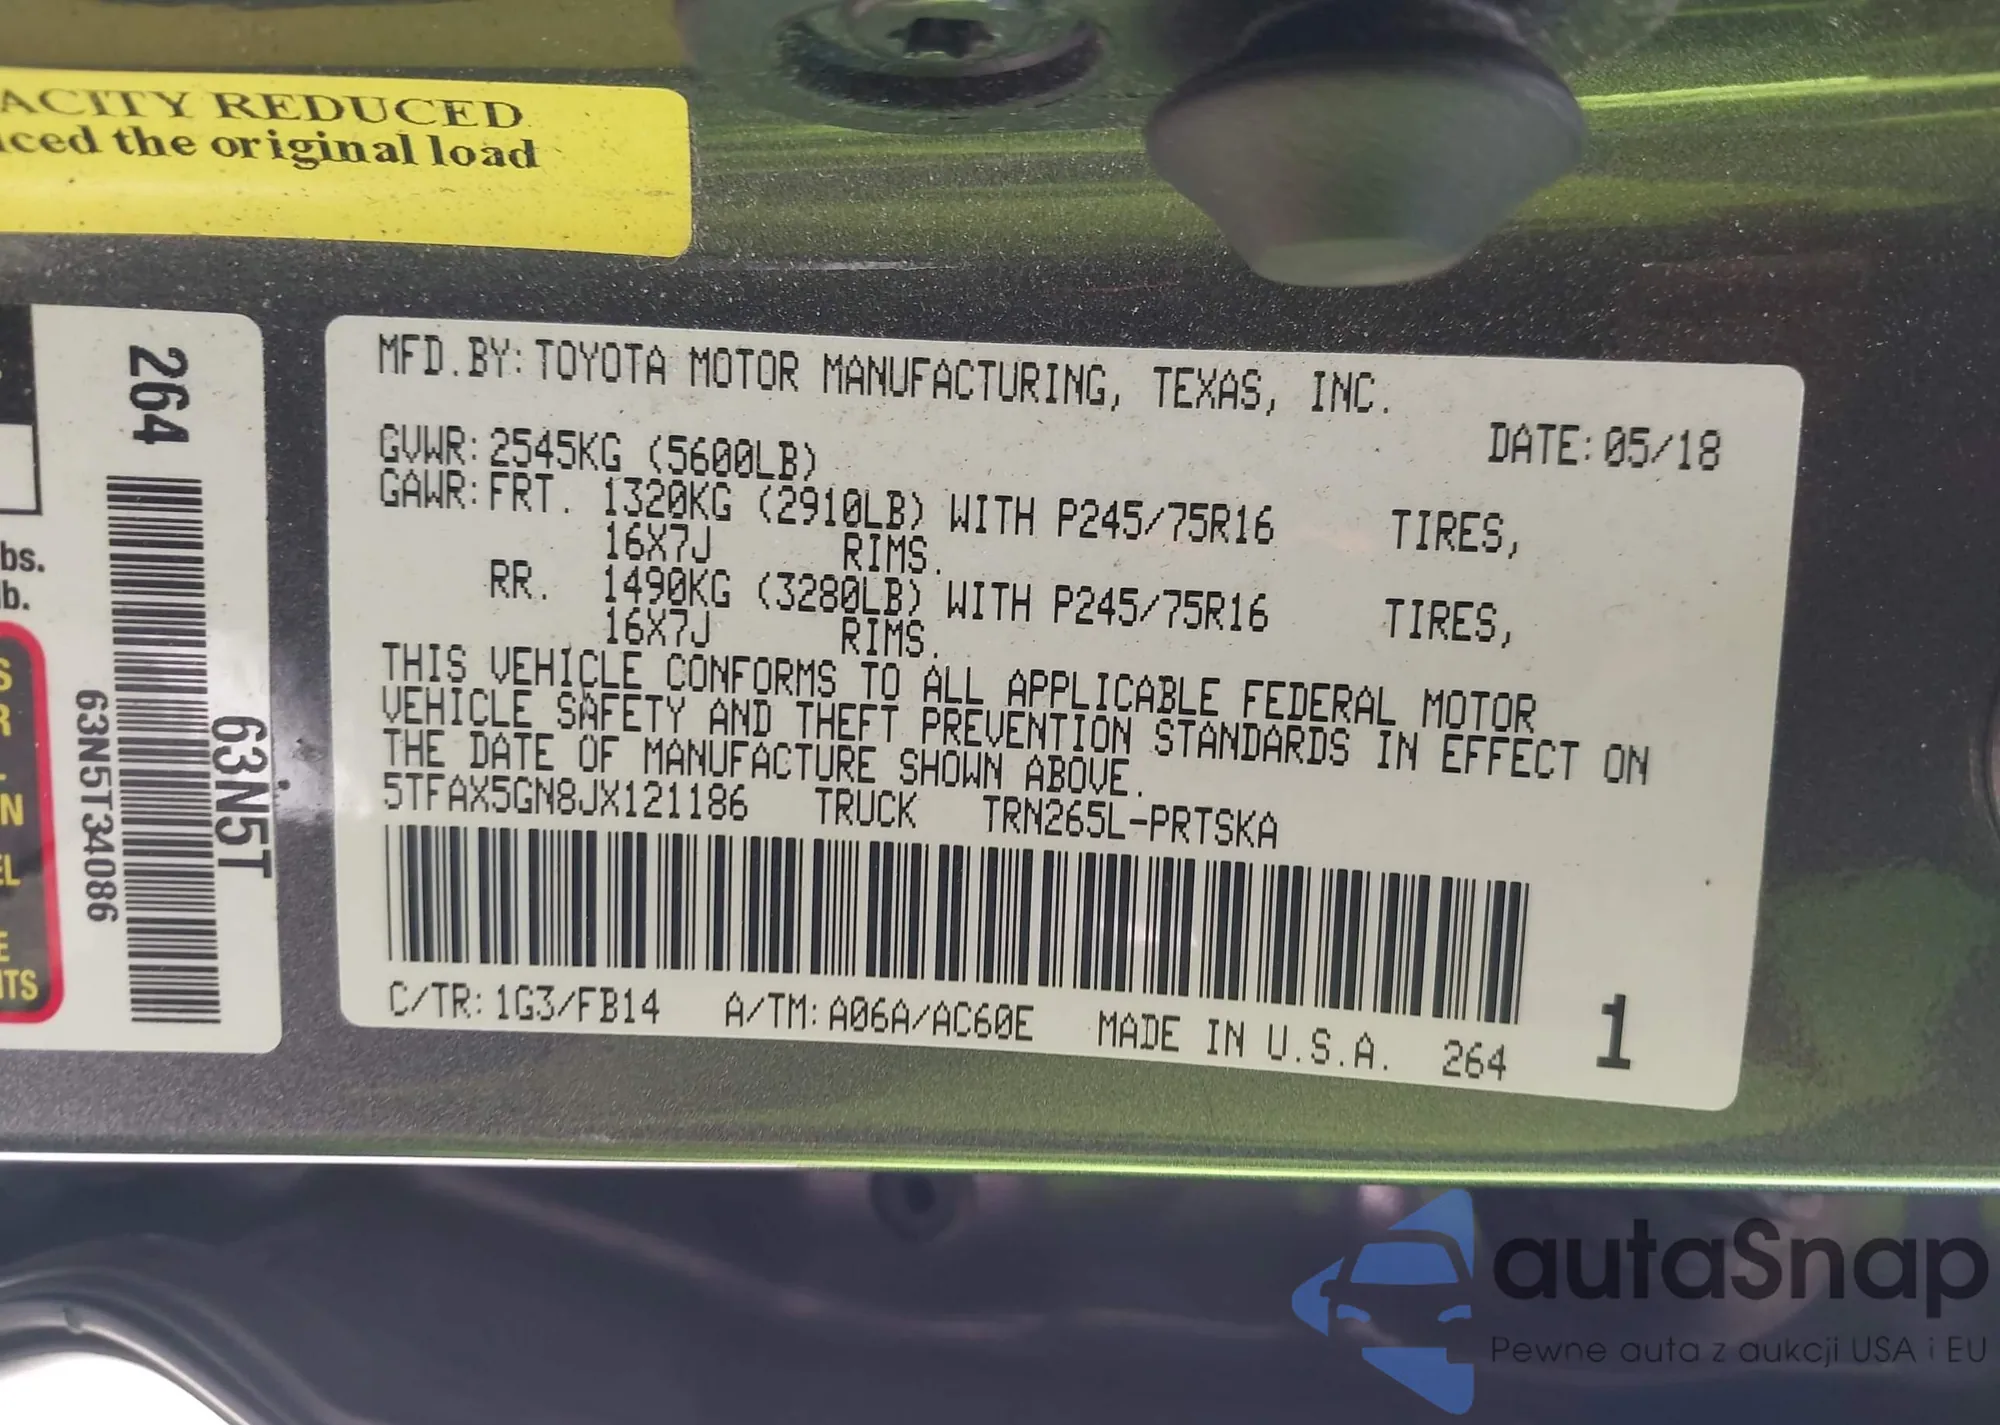 ACITY REDUCED
ced the original load
264
63N5T34086
63N5T
bs.
b.
S
R
N
EL
E
ITS
MFD.BY:TOYOTA MOTOR MANUFACTURING, TEXAS, INC.
DATE:05/18
GVWR:2545KG (5600LB)
GAWR:FRT. 1320KG (2910LB) WITH P245/75R16 TIRES,
16X7J RIMS.
RR. 1490KG (3280LB) WITH P245/75R16 TIRES,
16X7J RIMS.
THIS VEHICLE CONFORMS TO ALL APPLICABLE FEDERAL MOTOR
VEHICLE SAFETY AND THEFT PREVENTION STANDARDS IN EFFECT ON
THE DATE OF MANUFACTURE SHOWN ABOVE.
5TFAX5GN8JX121186 TRUCK TRN265L-PRTSKA
C/TR:1G3/FB14 A/TM:A06A/AC60E MADE IN U.S.A. 264
1
autaSnap
Pewne auta z aukcji USA i EU